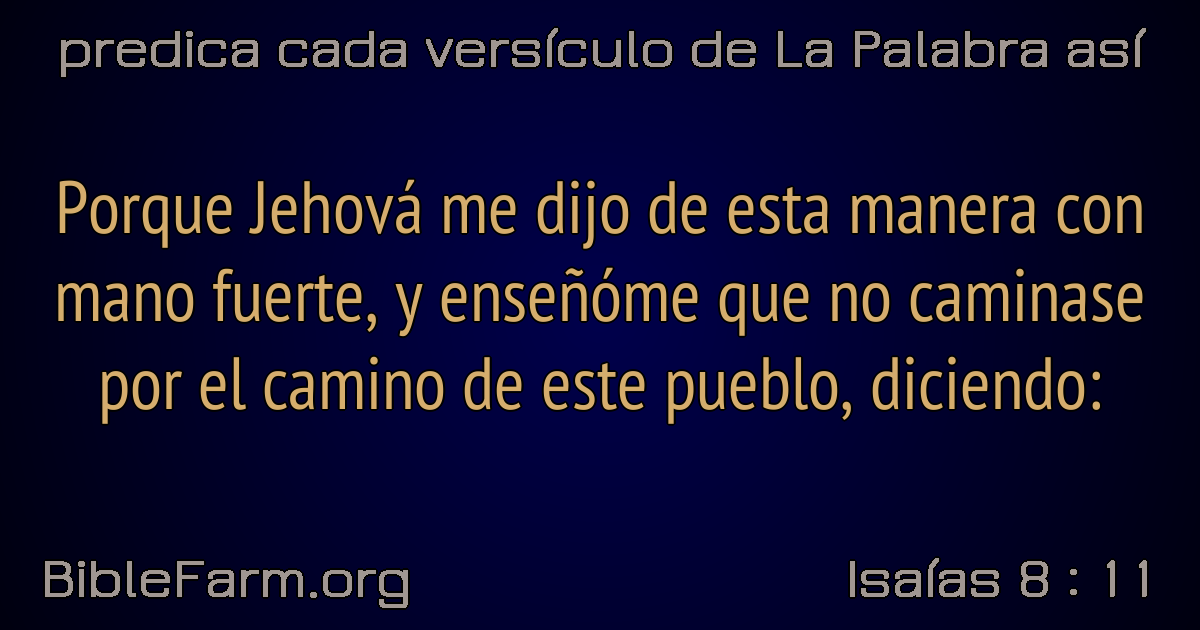 predica cada versículo de La Palabra así
Porque Jehová me dijo de esta manera con
mano fuerte, y enseñóme que no caminase
por el camino de este pueblo, diciendo:
BibleFarm.org
Isaías 8 : 11